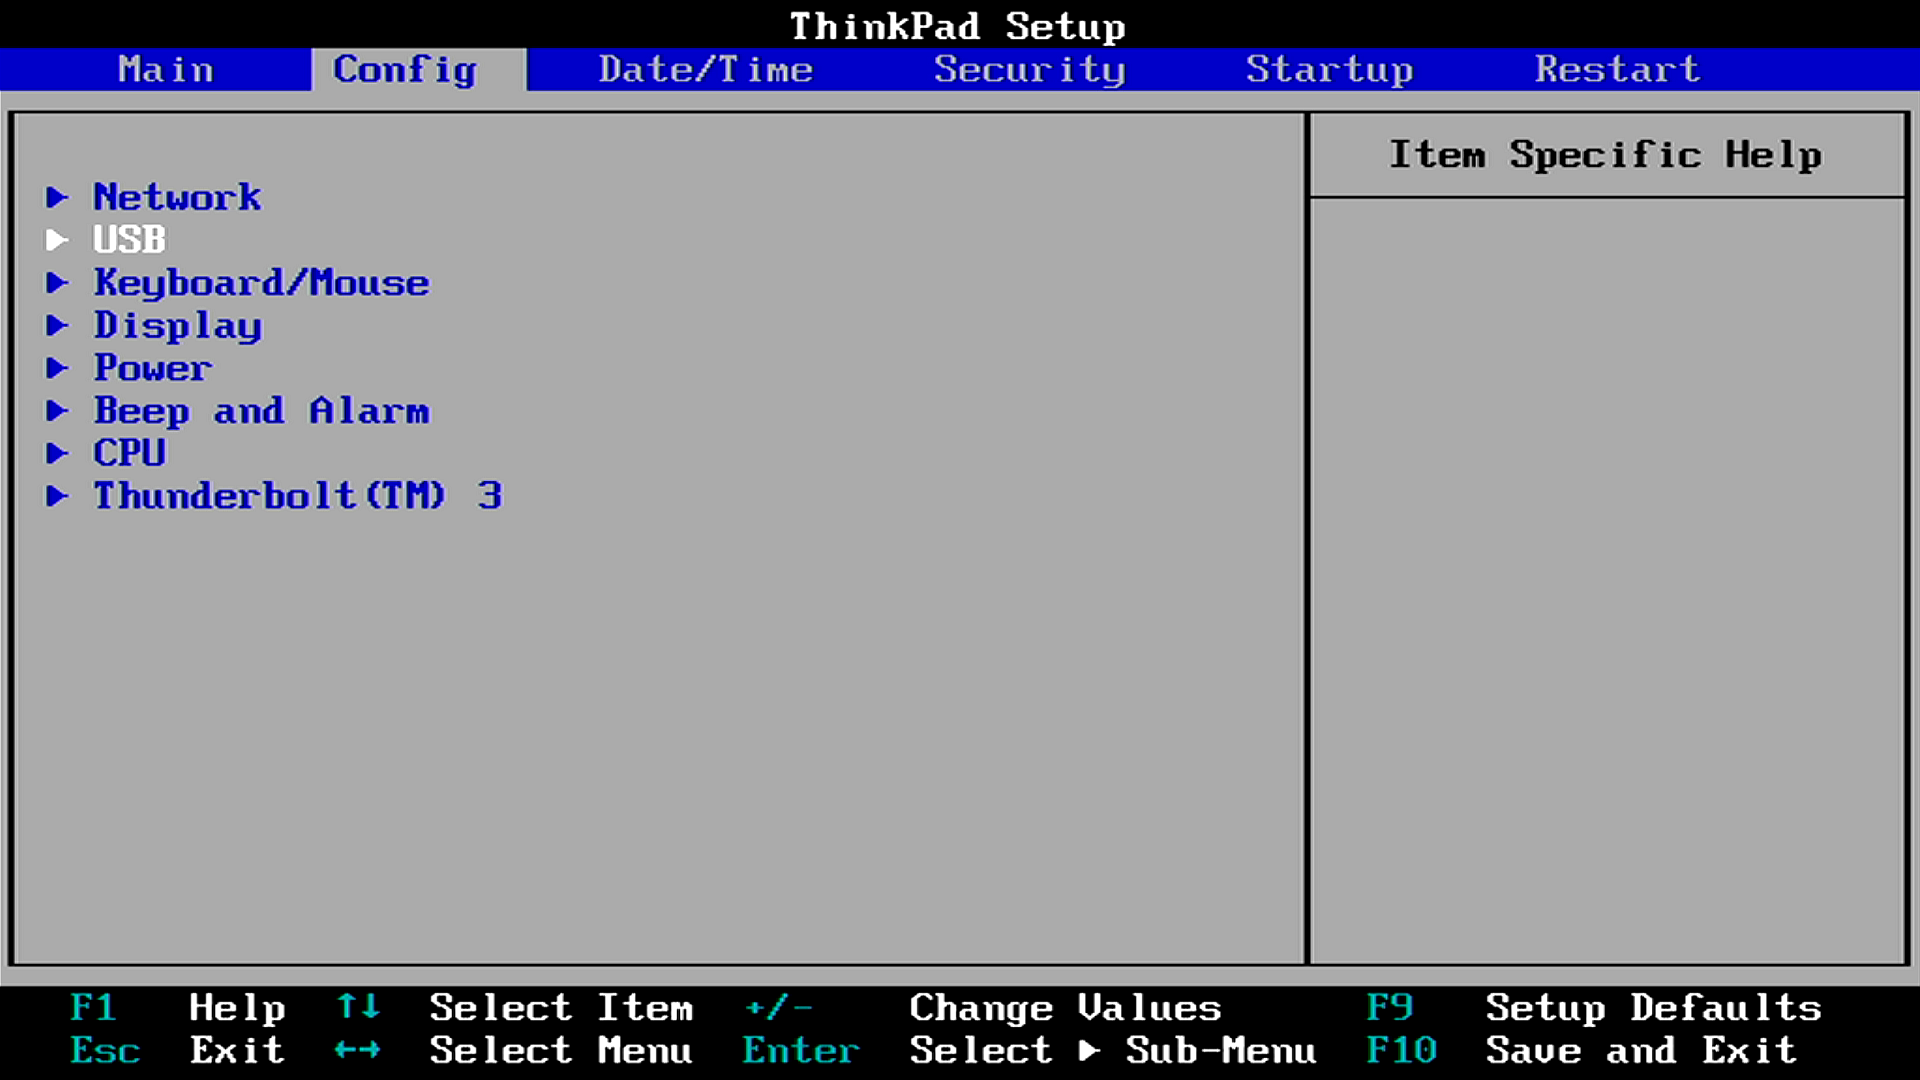 ThinkPad Setup
Main Config Date/Time Security Startup Restart
Item Specific Help
► Network
► USB
► Keyboard/Mouse
► Display
► Power
► Beep and Alarm
► CPU
► Thunderbolt(TM) 3
F1 Help ↑↓ Select Item +/- Change Values F9 Setup Defaults
Esc Exit ←→ Select Menu Enter Select ► Sub-Menu F10 Save and Exit